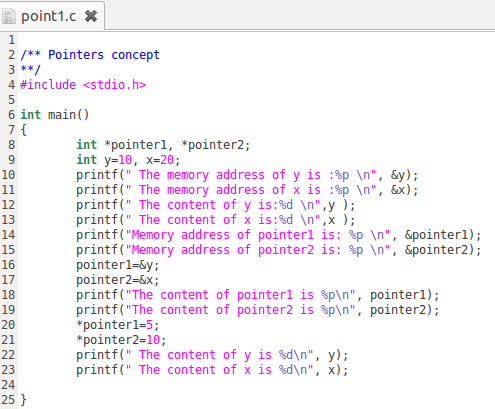 point1.c ✖
1
2 /** Pointers concept
3 **/
4 #include <stdio.h>
5
6 int main()
7 {
8         int *pointer1, *pointer2;
9         int y=10, x=20;
10         printf(" The memory address of y is :%p \n", &y);
11         printf(" The memory address of x is :%p \n", &x);
12         printf(" The content of y is:%d \n",y );
13         printf(" The content of x is:%d \n",x );
14         printf("Memory address of pointer1 is: %p \n", &pointer1);
15         printf("Memory address of pointer2 is: %p \n", &pointer2);
16         pointer1=&y;
17         pointer2=&x;
18         printf("The content of pointer1 is %p\n", pointer1);
19         printf("The content of pointer2 is %p\n", pointer2);
20         *pointer1=5;
21         *pointer2=10;
22         printf(" The content of y is %d\n", y);
23         printf(" The content of x is %d\n", x);
24
25 }